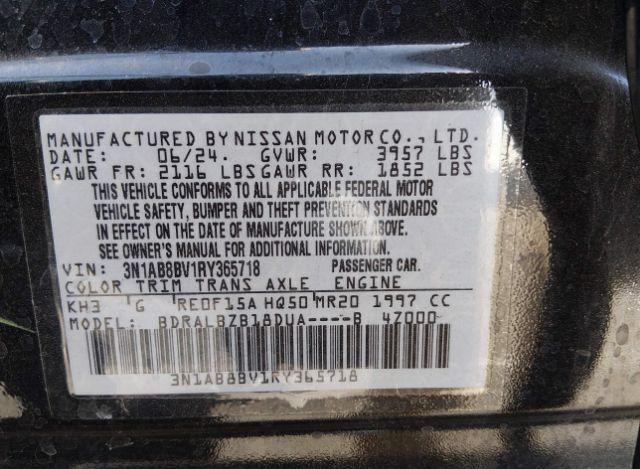 MANUFACTURED BY NISSAN MOTOR CO., LTD.
DATE: 06/24. GVWR: 3957 LBS
GAWR FR: 2116 LBS GAWR RR: 1852 LBS
THIS VEHICLE CONFORMS TO ALL APPLICABLE FEDERAL MOTOR
VEHICLE SAFETY, BUMPER AND THEFT PREVENTION STANDARDS
IN EFFECT ON THE DATE OF MANUFACTURE SHOWN ABOVE.
SEE OWNER'S MANUAL FOR ADDITIONAL INFORMATION.
VIN: 3N1AB8BV1RY365718 PASSENGER CAR.
COLOR TRIM TRANS AXLE ENGINE
KH3 G RE0F15A HQ50 MR20 1997 CC
MODEL: BDRALBZB18DUA----B 4Z000
3N1AB8BV1RY365718